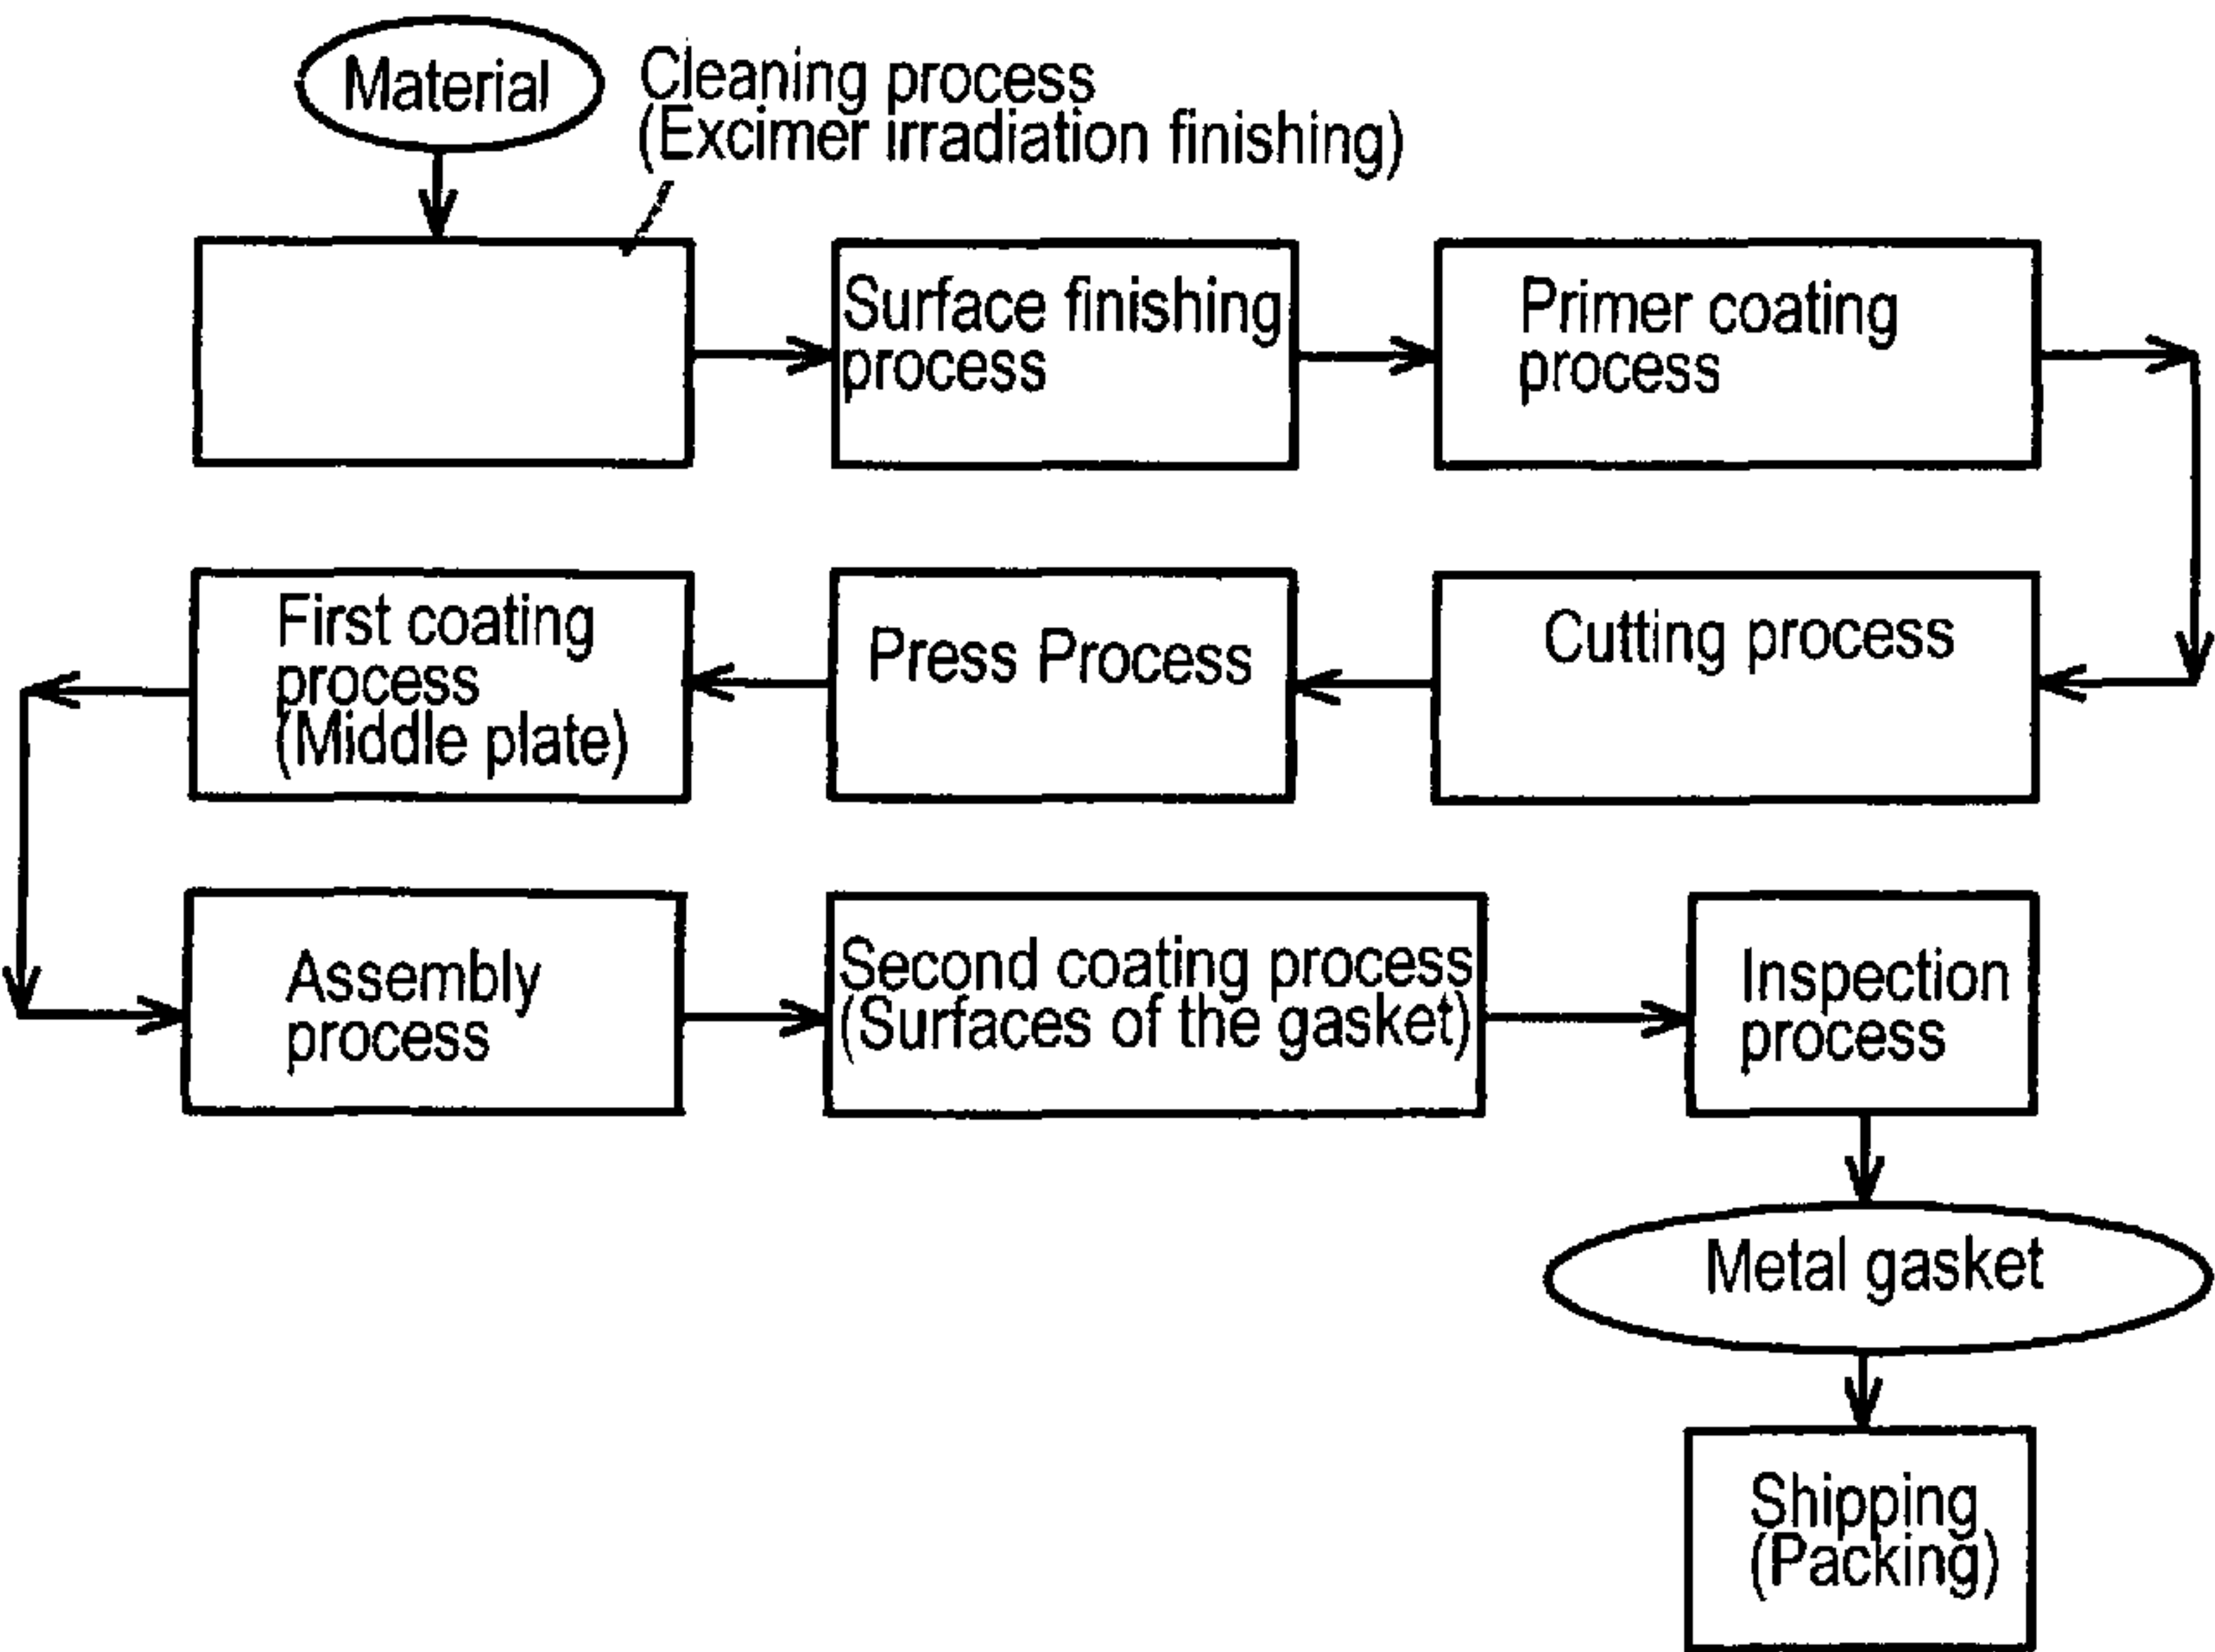 Material
Cleaning process
(Excimer irradiation finishing)
Surface finishing
process
Primer coating
process
Cutting process
Press Process
First coating
process
(Middle plate)
Assembly
process
Second coating process
(Surfaces of the gasket)
Inspection
process
Metal gasket
Shipping
(Packing)